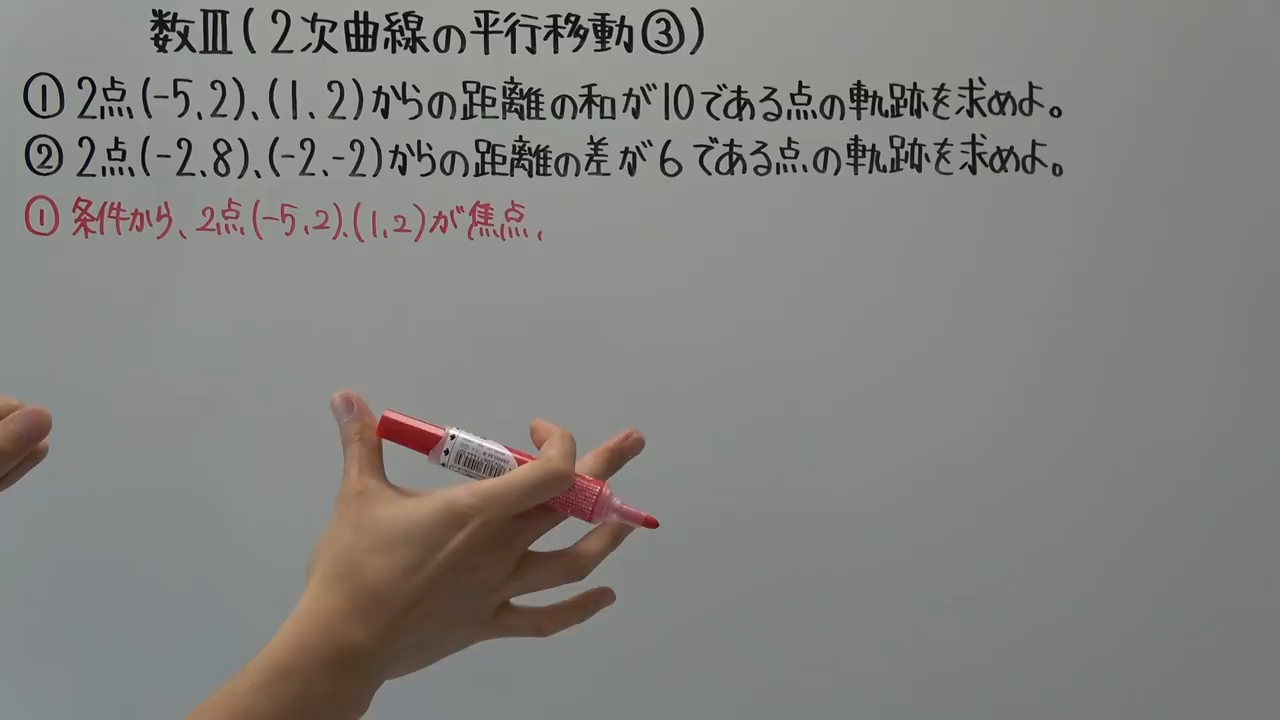 数Ⅲ(2次曲線の平行移動③)
① 2点(-5、2)、(1、2)からの距離の和が10である点の軌跡を求めよ。
② 2点(-2、8)、(-2、-2)からの距離の差が6である点の軌跡を求めよ。
① 条件から、2点(-5、2)、(1、2)が焦点、